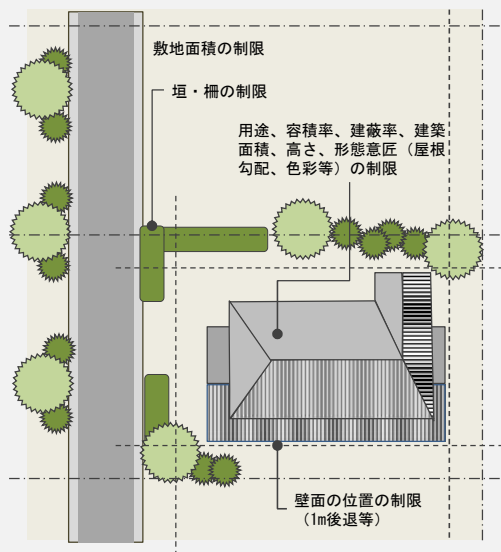 敷地面積の制限
垣・柵の制限
用途、容積率、建蔽率、建築
面積、高さ、形態意匠（屋根
勾配、色彩等）の制限
壁面の位置の制限
（1m後退等）